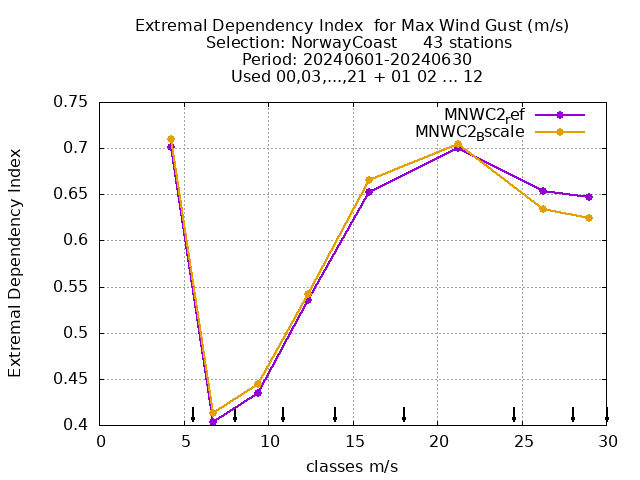 Extremal Dependency Index  for Max Wind Gust (m/s)
Selection: NorwayCoast     43 stations
Period: 20240601-20240630
Used 00,03,...,21 + 01 02 ... 12
MNWC2ref
MNWC2Bscale
0.75
0.7
0.65
0.6
0.55
0.5
0.45
0.4
Extremal Dependency Index
0 5 10 15 20 25 30
classes m/s